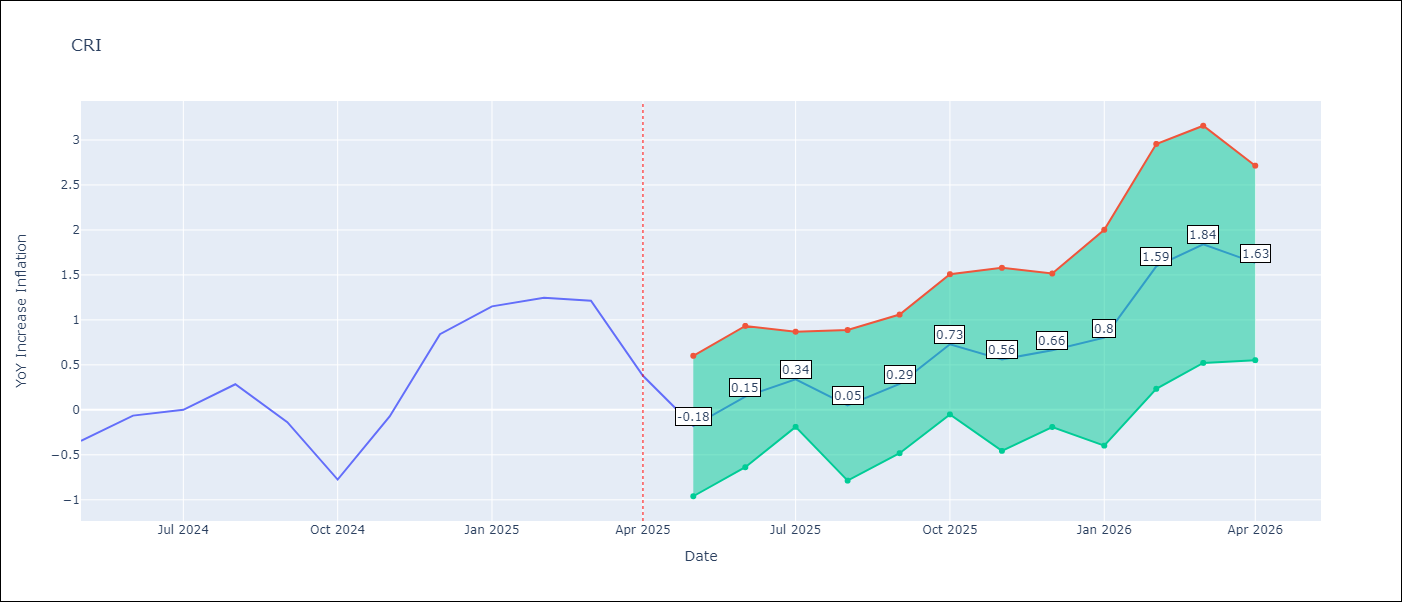 CRI
YoY Increase Inflation
3
2.5
2
1.5
1
0.5
0
−0.5
−1
-0.18
0.15
0.34
0.05
0.29
0.73
0.56
0.66
0.8
1.59
1.84
1.63
Jul 2024
Oct 2024
Jan 2025
Apr 2025
Jul 2025
Oct 2025
Jan 2026
Apr 2026
Date